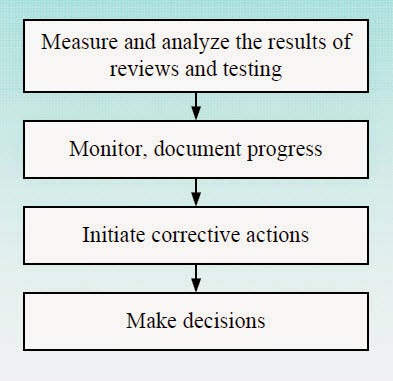 Measure and analyze the results of
reviews and testing
Monitor, document progress
Initiate corrective actions
Make decisions